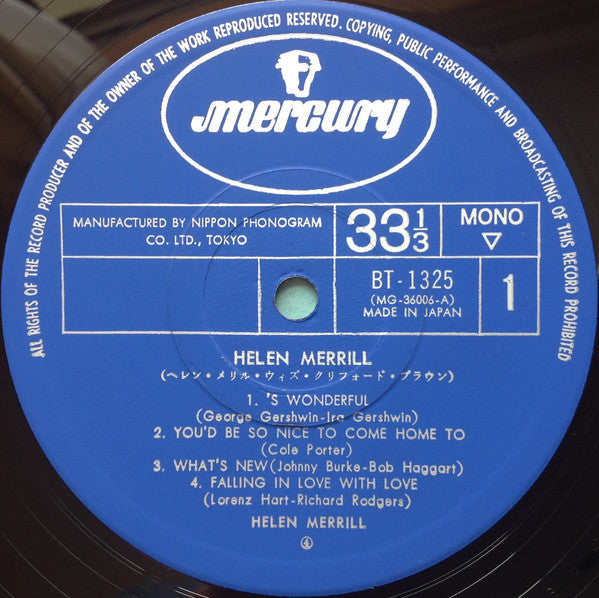 ALL RIGHTS OF THE RECORD PRODUCER AND OF THE OWNER OF THE WORK REPRODUCED RESERVED. COPYING, PUBLIC PERFORMANCE AND BROADCASTING OF THIS RECORD PROHIBITED
mercury
MANUFACTURED BY NIPPON PHONOGRAM
CO. LTD., TOKYO
33⅓
MONO
▽
BT-1325
(MG-36006-A)
MADE IN JAPAN
1
HELEN MERRILL
(ヘレン・メリル・ウィズ・クリフォード・ブラウン)
1. 'S WONDERFUL
(George Gershwin-Ira Gershwin)
2. YOU'D BE SO NICE TO COME HOME TO
(Cole Porter)
3. WHAT'S NEW (Johnny Burke-Bob Haggart)
4. FALLING IN LOVE WITH LOVE
(Lorenz Hart-Richard Rodgers)
HELEN MERRILL
④